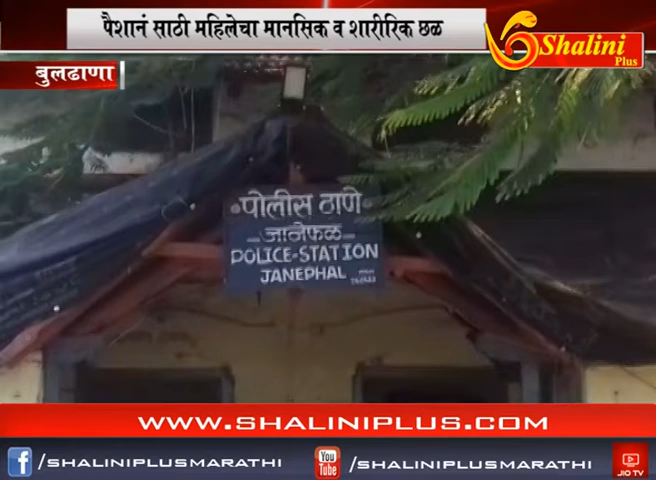 पैशानं साठी महिलेचा मानसिक व शारीरिक छळ
Shalini
Plus
बुलढाणा
पोलीस ठाणे
जानेफळ
POLICE-STATION
JANEPHAL
WWW.SHALINIPLUS.COM
/SHALINIPLUSMARATHI
You
Tube
/SHALINIPLUSMARATHI
JIO TV